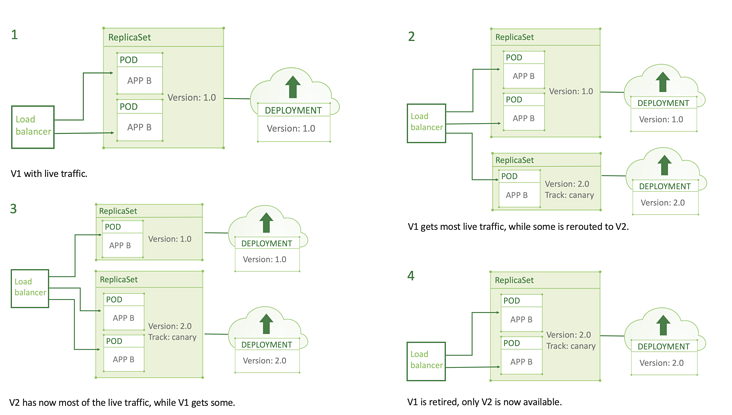 1
ReplicaSet
POD
APP B
POD
APP B
Version: 1.0
Load
balancer
DEPLOYMENT
Version: 1.0
V1 with live traffic.
2
ReplicaSet
POD
APP B
POD
APP B
Version: 1.0
Load
balancer
DEPLOYMENT
Version: 1.0
ReplicaSet
POD
APP B
Version: 2.0
Track: canary
DEPLOYMENT
Version: 2.0
V1 gets most live traffic, while some is rerouted to V2.
3
ReplicaSet
POD
APP B
Version: 1.0
DEPLOYMENT
Version: 1.0
Load
balancer
ReplicaSet
POD
APP B
POD
APP B
Version: 2.0
Track: canary
DEPLOYMENT
Version: 2.0
V2 has now most of the live traffic, while V1 gets some.
4
ReplicaSet
POD
APP B
POD
APP B
Version: 2.0
Track: canary
Load
balancer
DEPLOYMENT
Version: 2.0
V1 is retired, only V2 is now available.